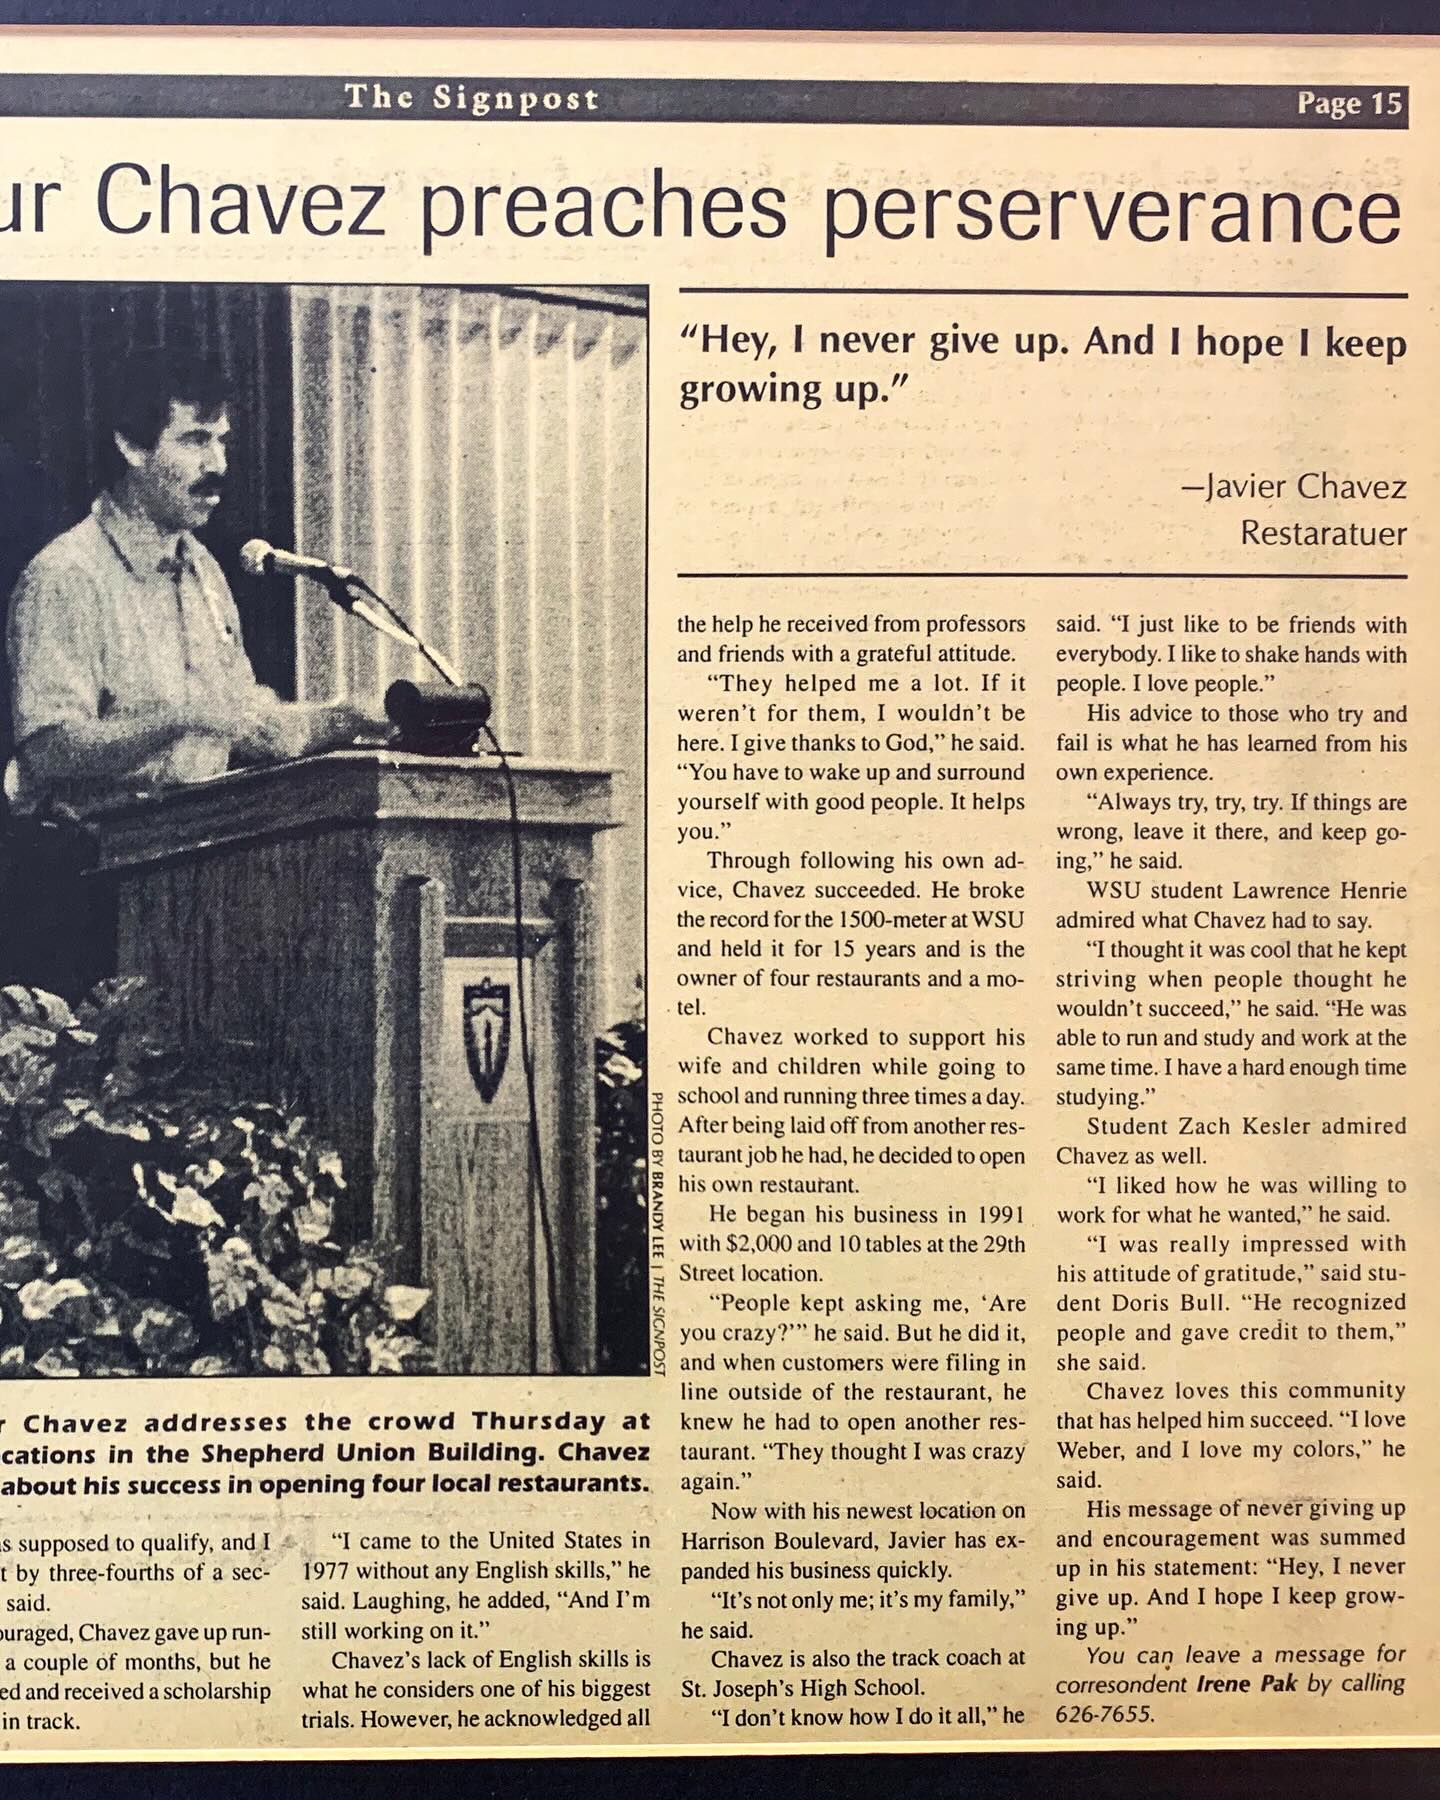 The Signpost
Page 15
ur Chavez preaches perserverance
“Hey, I never give up. And I hope I keep
growing up.”
—Javier Chavez
Restaratuer
PHOTO BY BRANDY LEE | THE SIGNPOST
r Chavez addresses the crowd Thursday at
cations in the Shepherd Union Building. Chavez
about his success in opening four local restaurants.
s supposed to qualify, and I
t by three-fourths of a sec-
said.
ouraged, Chavez gave up run-
a couple of months, but he
ed and received a scholarship
in track.
“I came to the United States in
1977 without any English skills,” he
said. Laughing, he added, “And I'm
still working on it.”
Chavez's lack of English skills is
what he considers one of his biggest
trials. However, he acknowledged all
the help he received from professors
and friends with a grateful attitude.
“They helped me a lot. If it
weren't for them, I wouldn't be
here. I give thanks to God,” he said.
“You have to wake up and surround
yourself with good people. It helps
you.”
Through following his own ad-
vice, Chavez succeeded. He broke
the record for the 1500-meter at WSU
and held it for 15 years and is the
owner of four restaurants and a mo-
tel.
Chavez worked to support his
wife and children while going to
school and running three times a day.
After being laid off from another res-
taurant job he had, he decided to open
his own restaurant.
He began his business in 1991
with $2,000 and 10 tables at the 29th
Street location.
“People kept asking me, ‘Are
you crazy?’” he said. But he did it,
and when customers were filing in
line outside of the restaurant, he
knew he had to open another res-
taurant. “They thought I was crazy
again.”
Now with his newest location on
Harrison Boulevard, Javier has ex-
panded his business quickly.
“It's not only me; it's my family,”
he said.
Chavez is also the track coach at
St. Joseph's High School.
“I don't know how I do it all,” he
said. “I just like to be friends with
everybody. I like to shake hands with
people. I love people.”
His advice to those who try and
fail is what he has learned from his
own experience.
“Always try, try, try. If things are
wrong, leave it there, and keep go-
ing,” he said.
WSU student Lawrence Henrie
admired what Chavez had to say.
“I thought it was cool that he kept
striving when people thought he
wouldn't succeed,” he said. “He was
able to run and study and work at the
same time. I have a hard enough time
studying.”
Student Zach Kesler admired
Chavez as well.
“I liked how he was willing to
work for what he wanted,” he said.
“I was really impressed with
his attitude of gratitude,” said stu-
dent Doris Bull. “He recognized
people and gave credit to them,”
she said.
Chavez loves this community
that has helped him succeed. “I love
Weber, and I love my colors,” he
said.
His message of never giving up
and encouragement was summed
up in his statement: “Hey, I never
give up. And I hope I keep grow-
ing up.”
You can leave a message for
corresondent Irene Pak by calling
626-7655.